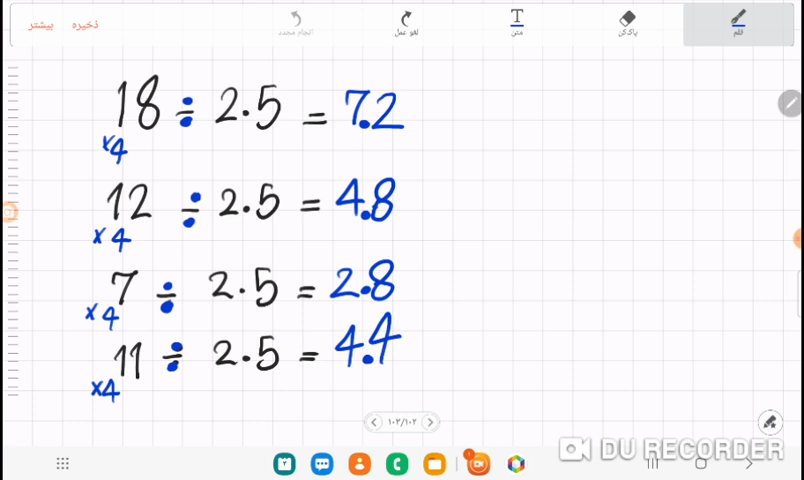 بیشتر ذخیره انجام مجدد لغو عمل متن پاک‌کن قلم
18 ÷ 2.5 = 7.2
×4
12 ÷ 2.5 = 4.8
×4
7 ÷ 2.5 = 2.8
×4
11 ÷ 2.5 = 4.4
×4
۱۰۳/۱۰۲
DU RECORDER